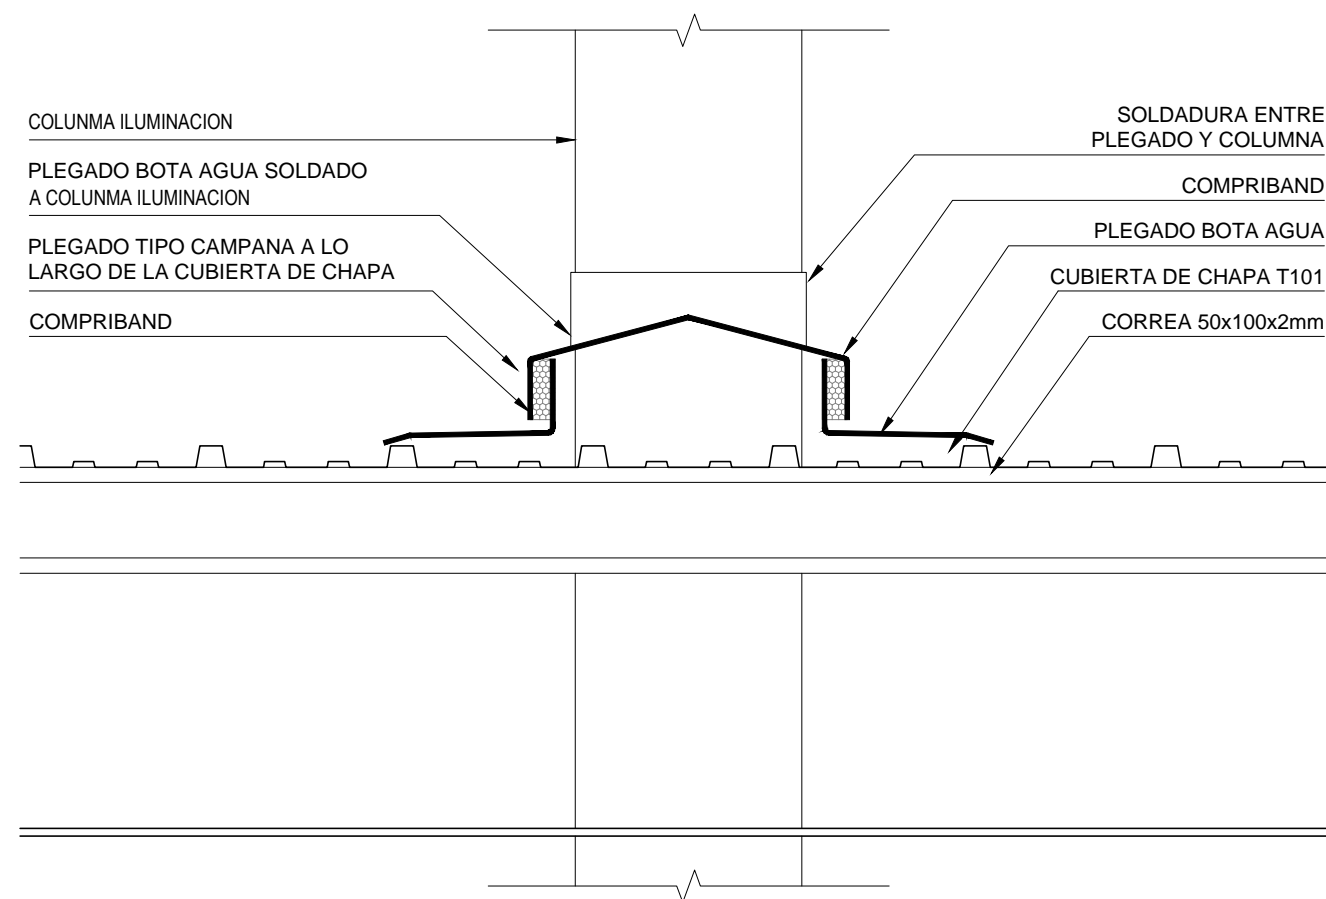 COLUNMA ILUMINACION
PLEGADO BOTA AGUA SOLDADO
A COLUNMA ILUMINACION
PLEGADO TIPO CAMPANA A LO
LARGO DE LA CUBIERTA DE CHAPA
COMPRIBAND
SOLDADURA ENTRE
PLEGADO Y COLUMNA
COMPRIBAND
PLEGADO BOTA AGUA
CUBIERTA DE CHAPA T101
CORREA 50x100x2mm